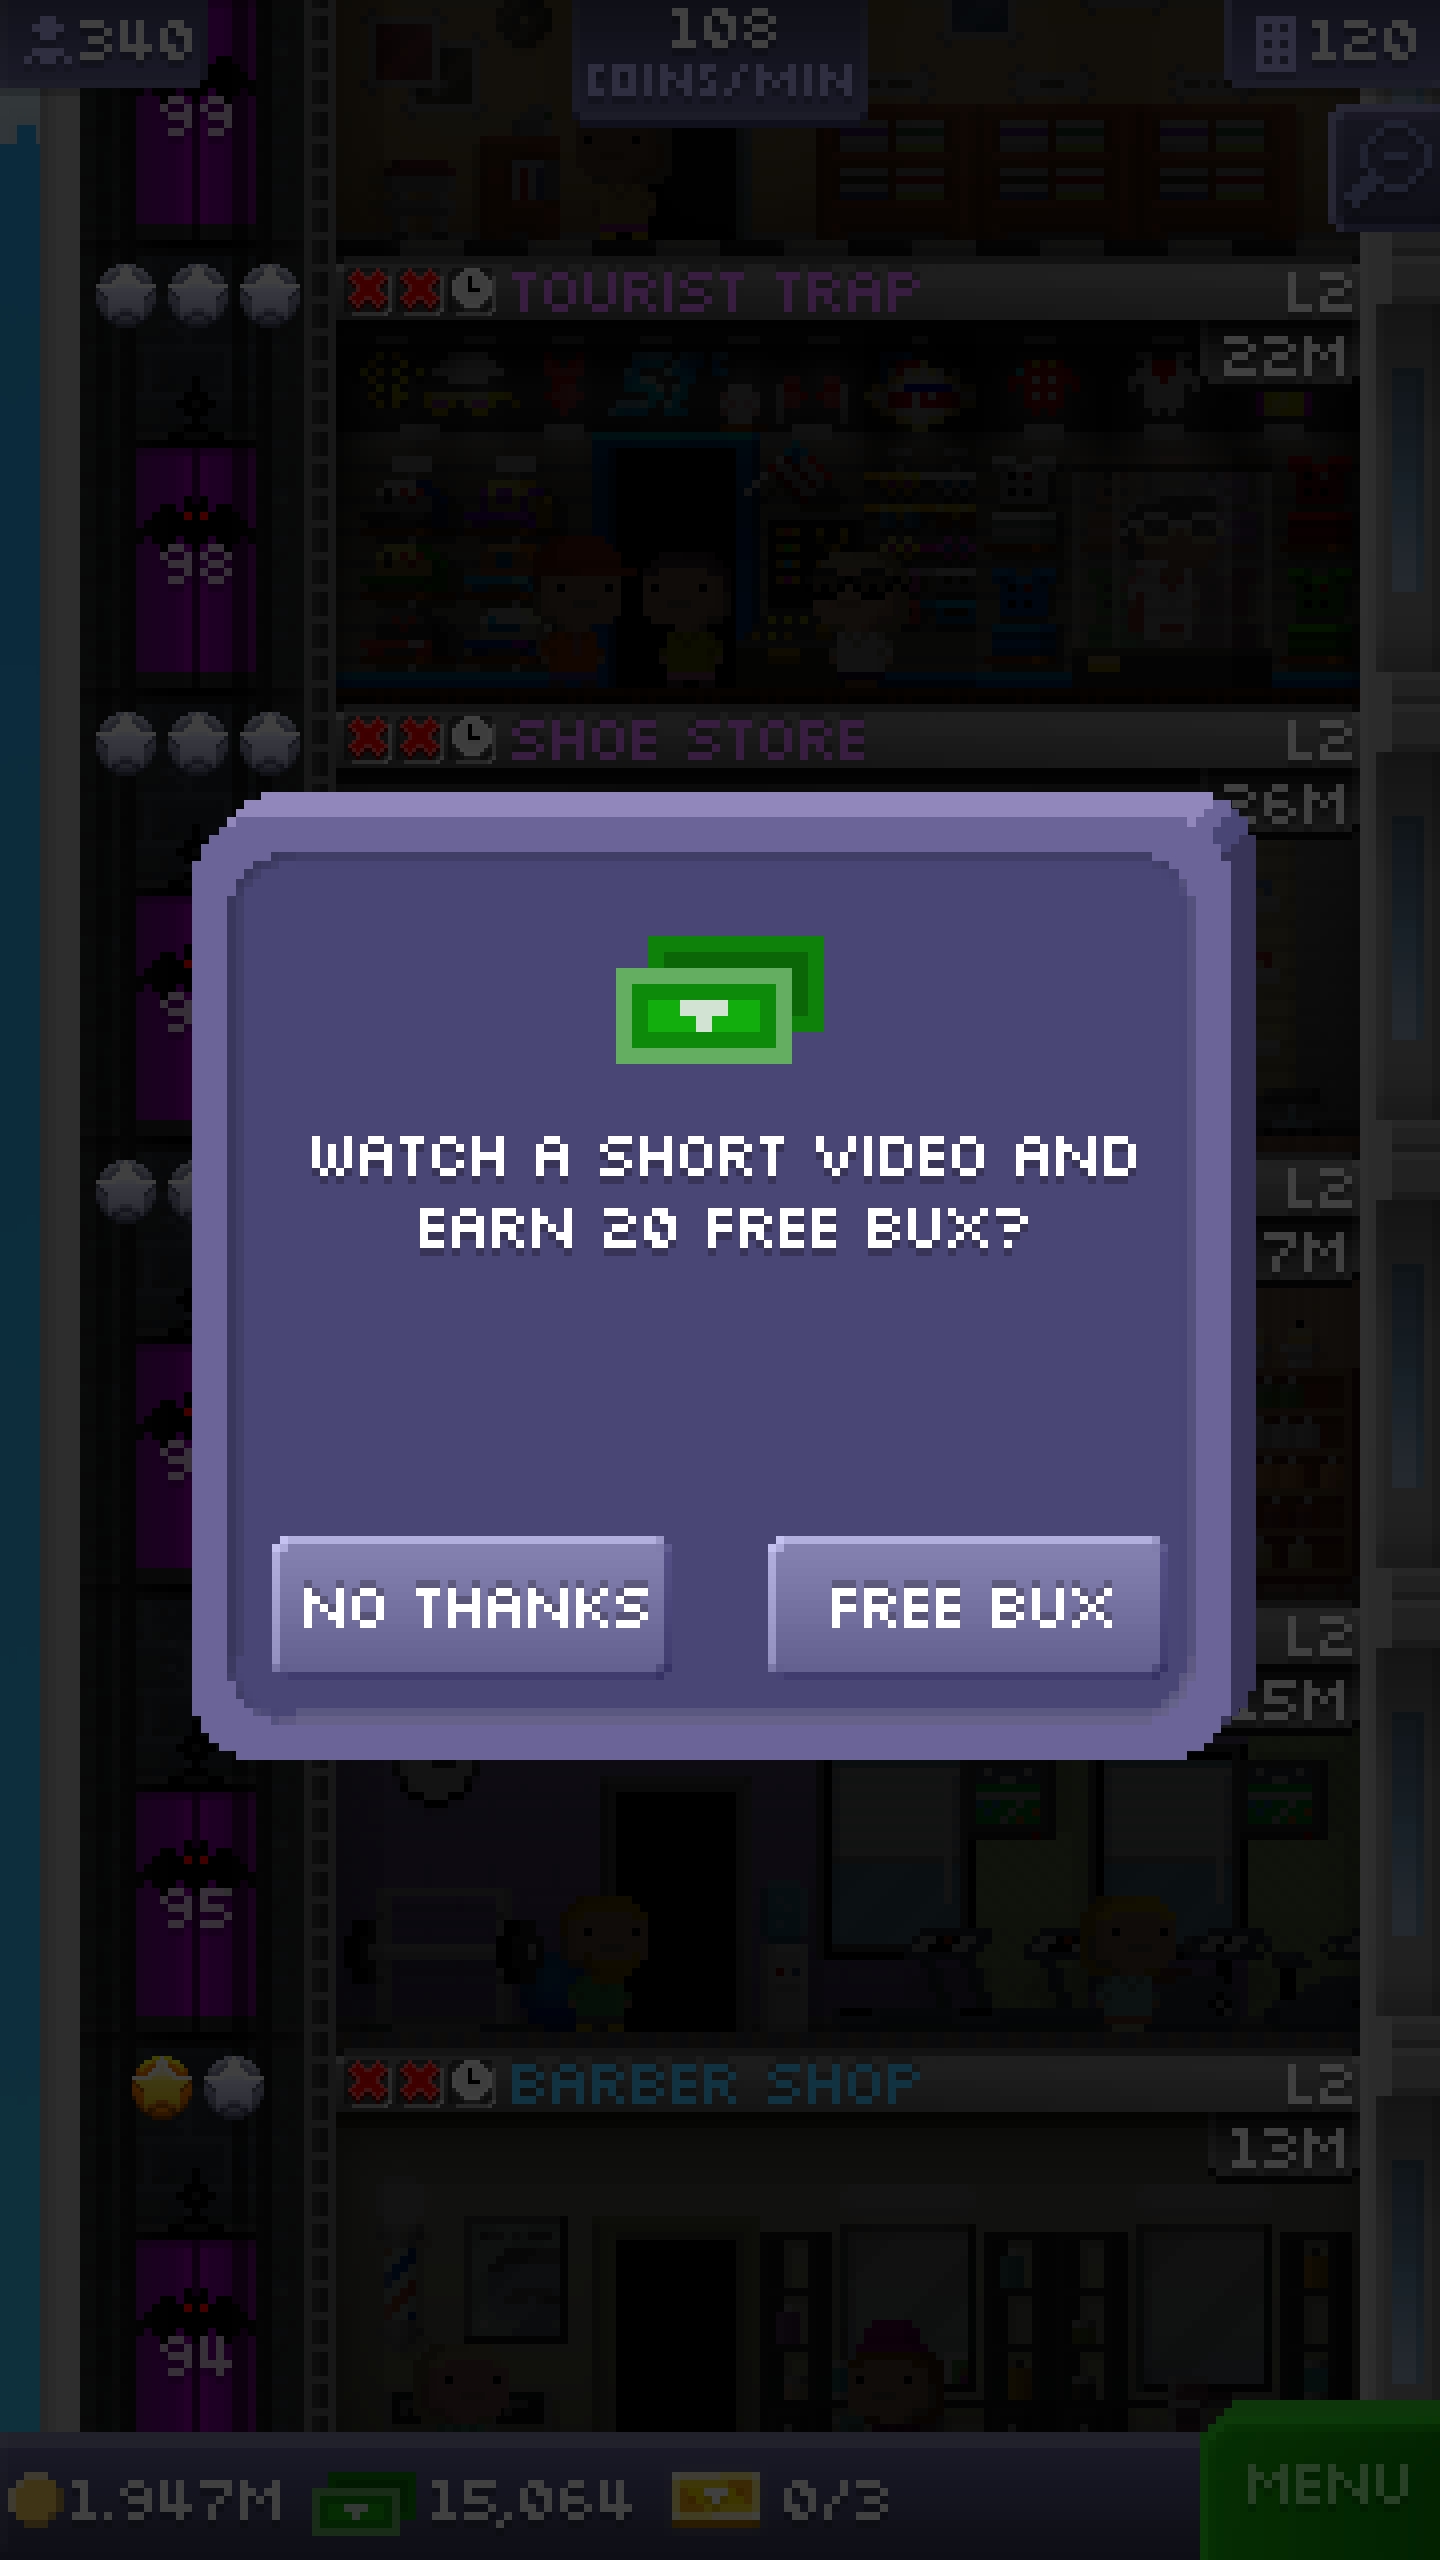 340
108
COINS/MIN
120
99
TOURIST TRAP
L2
22M
98
SHOE STORE
L2
26M
WATCH A SHORT VIDEO AND
EARN 20 FREE BUX?
L2
7M
NO THANKS
FREE BUX
L2
15M
95
BARBER SHOP
L2
13M
94
1.947M
15,064
0/3
MENU